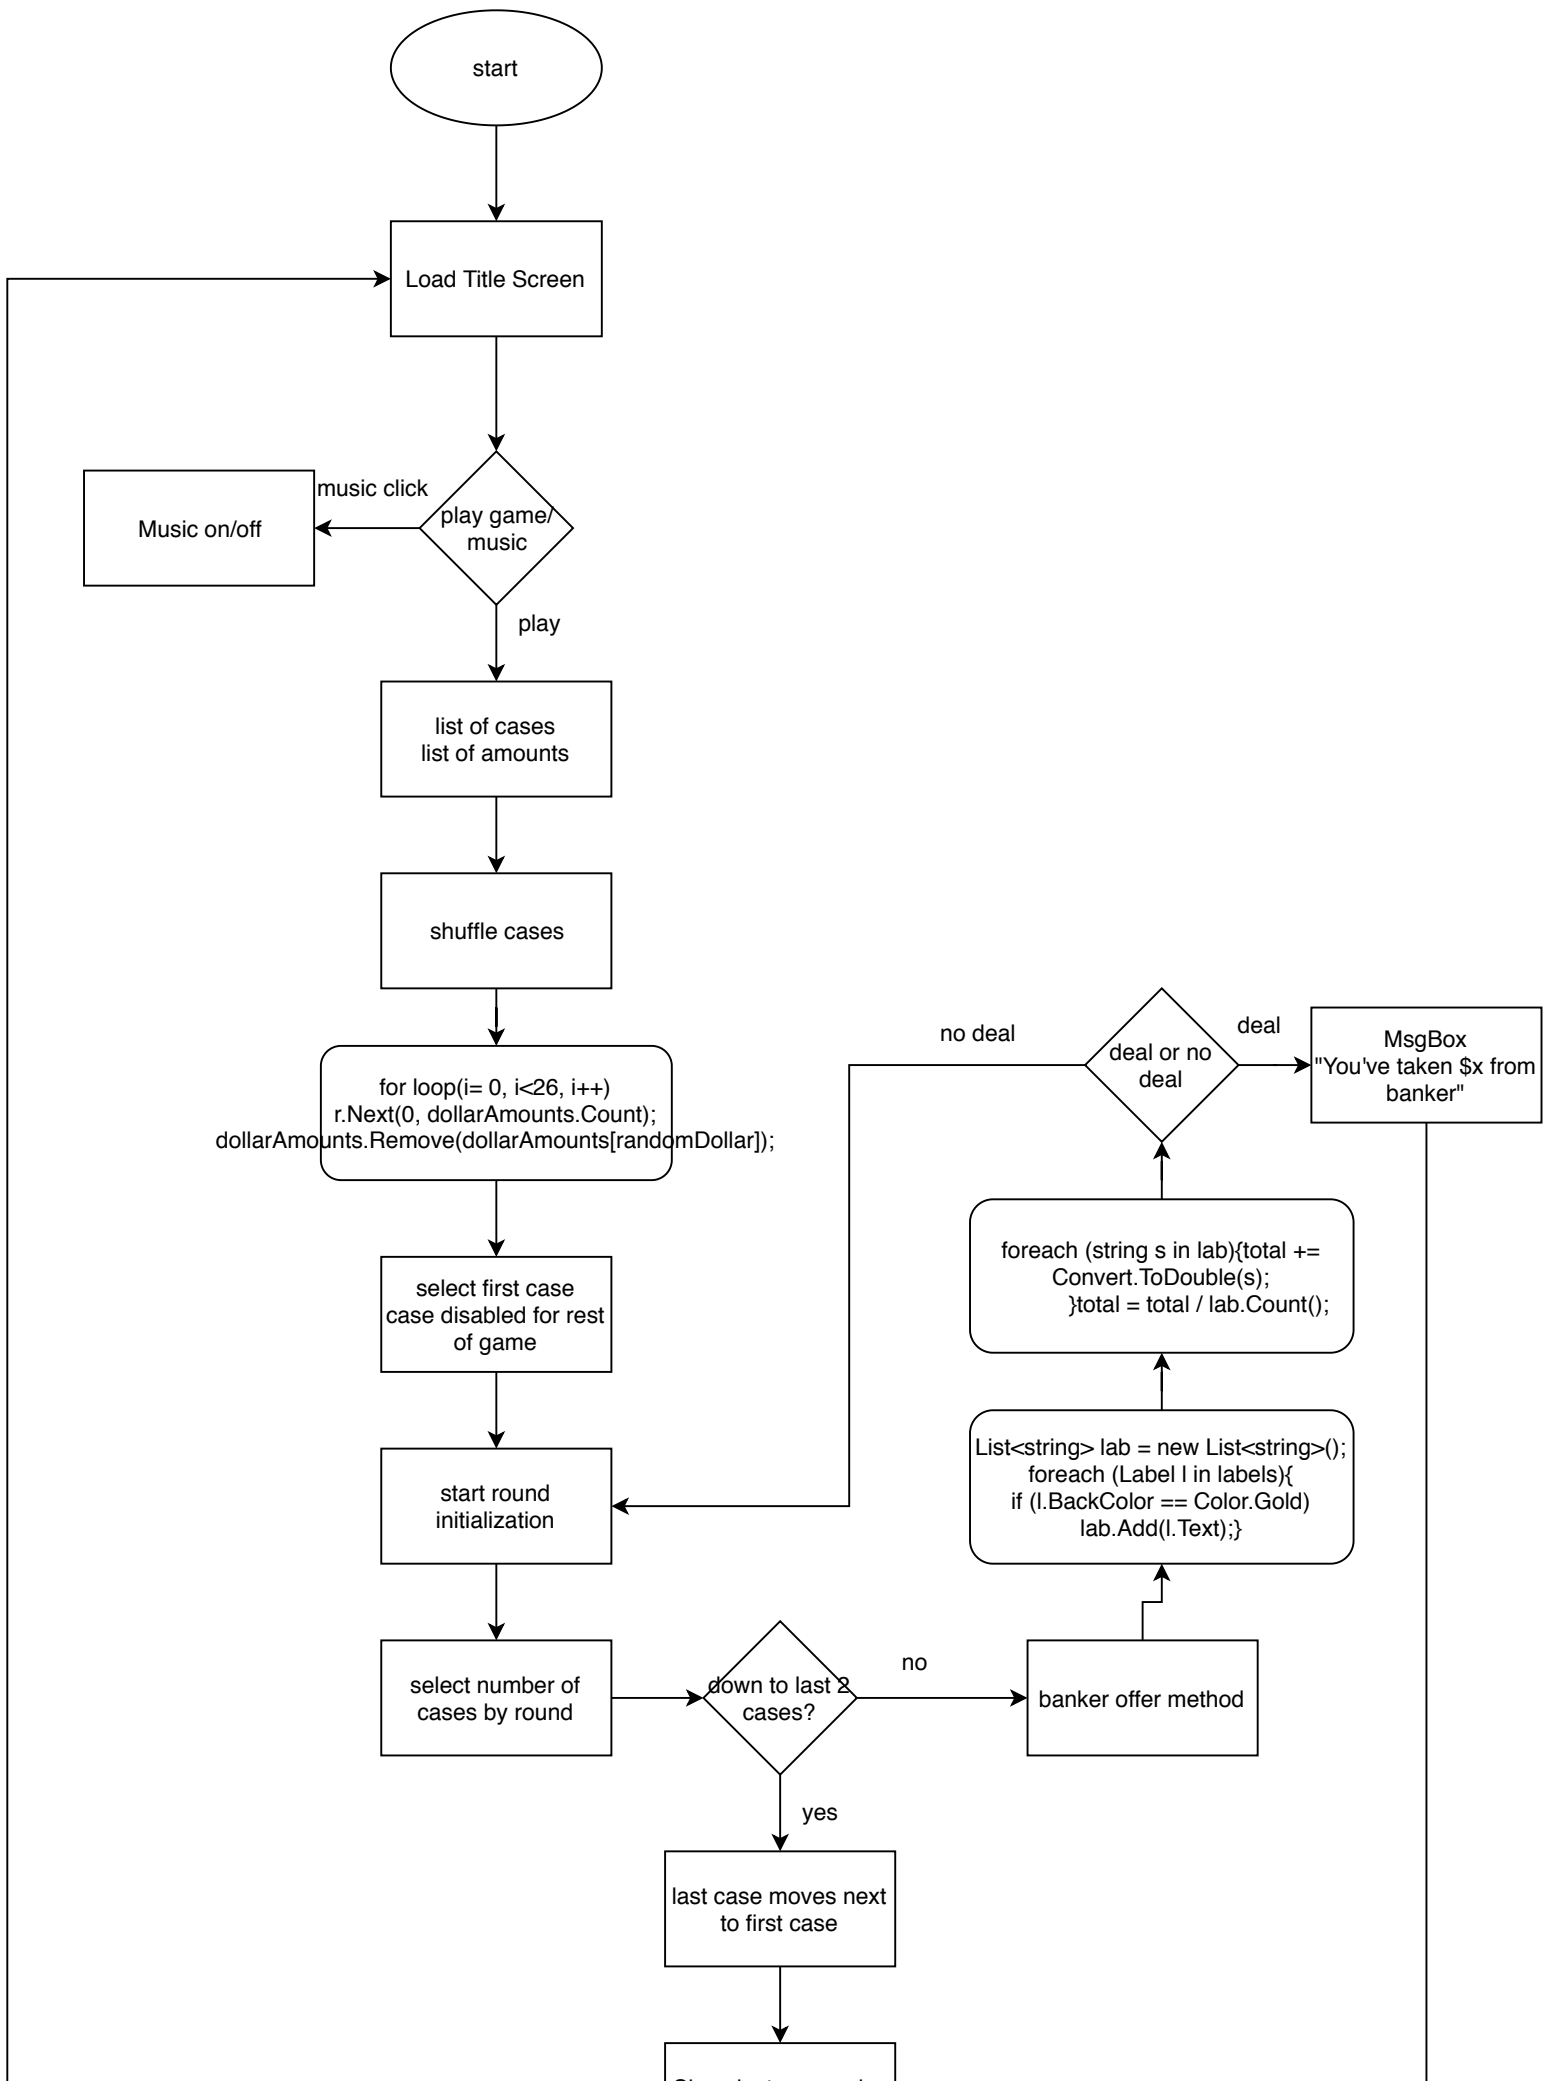 start
Load Title Screen
music click
Music on/off
play game/
music
play
list of cases
list of amounts
shuffle cases
for loop(i= 0, i<26, i++)
r.Next(0, dollarAmounts.Count);
dollarAmounts.Remove(dollarAmounts[randomDollar]);
select first case
case disabled for rest
of game
start round
initialization
select number of
cases by round
down to last 2
cases?
no
banker offer method
List<string> lab = new List<string>();
foreach (Label l in labels){
if (l.BackColor == Color.Gold)
lab.Add(l.Text);}
foreach (string s in lab){total +=
Convert.ToDouble(s);
}total = total / lab.Count();
deal or no
deal
no deal
deal
MsgBox
"You've taken $x from
banker"
yes
last case moves next
to first case